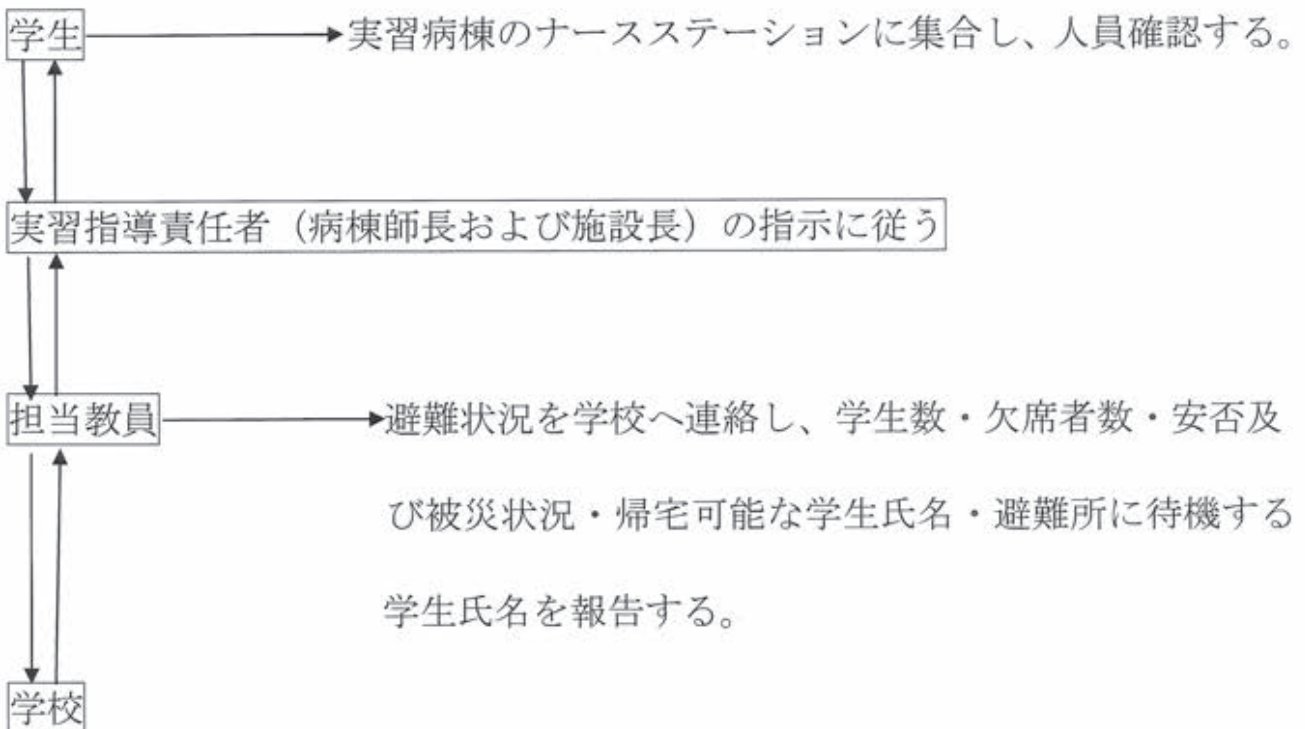 学生
実習病棟のナースステーションに集合し、人員確認する。
実習指導責任者（病棟師長および施設長）の指示に従う
担当教員
避難状況を学校へ連絡し、学生数・欠席者数・安否及
び被災状況・帰宅可能な学生氏名・避難所に待機する
学生氏名を報告する。
学校